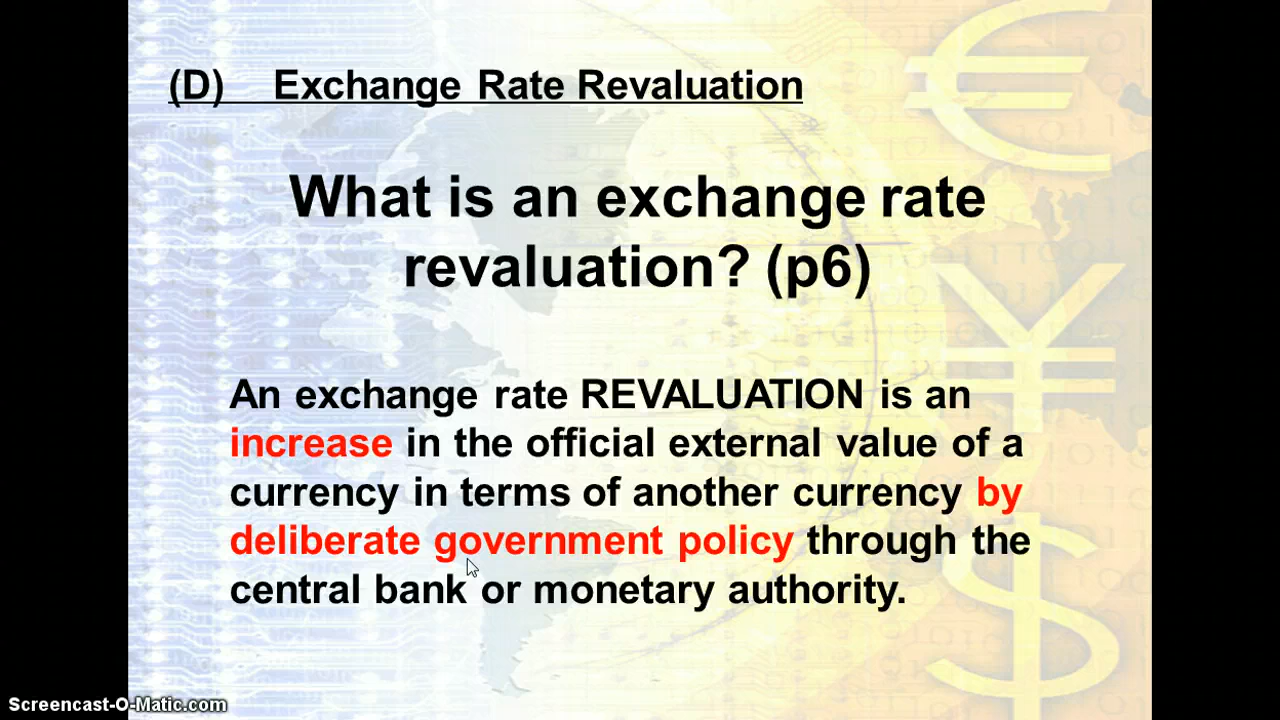 (D) Exchange Rate Revaluation
What is an exchange rate
revaluation? (p6)
An exchange rate REVALUATION is an
increase in the official external value of a
currency in terms of another currency by
deliberate government policy through the
central bank or monetary authority.
Screencast-O-Matic.com